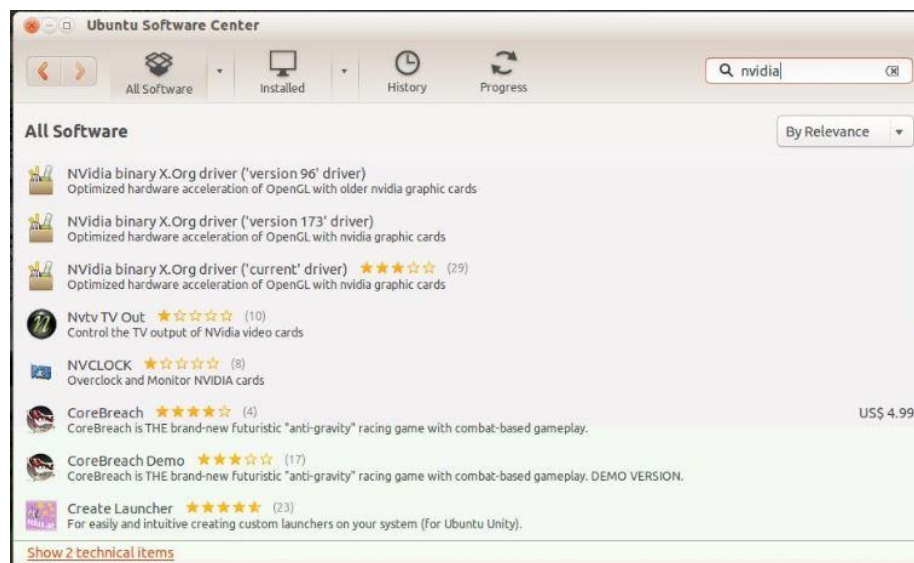 Ubuntu Software Center
All Software
Installed
History
Progress
nvidia
All Software
By Relevance
NVidia binary X.Org driver ('version 96' driver)
Optimized hardware acceleration of OpenGL with older nvidia graphic cards
NVidia binary X.Org driver ('version 173' driver)
Optimized hardware acceleration of OpenGL with nvidia graphic cards
NVidia binary X.Org driver ('current' driver) (29)
Optimized hardware acceleration of OpenGL with nvidia graphic cards
Nvtv TV Out (10)
Control the TV output of NVidia video cards
NVCLOCK (8)
Overclock and Monitor NVIDIA cards
CoreBreach (4) US$ 4.99
CoreBreach is THE brand-new futuristic "anti-gravity" racing game with combat-based gameplay.
CoreBreach Demo (17)
CoreBreach is THE brand-new futuristic "anti-gravity" racing game with combat-based gameplay. DEMO VERSION.
Create Launcher (23)
For easily and intuitive creating custom launchers on your system (for Ubuntu Unity).
Show 2 technical items